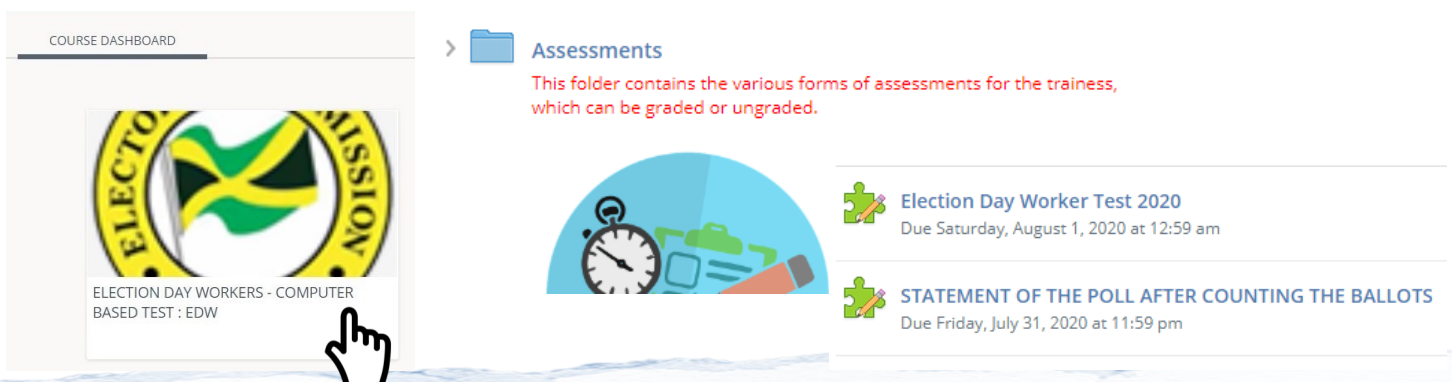 COURSE DASHBOARD
ELECTOR
MISSION
ELECTION DAY WORKERS - COMPUTER
BASED TEST : EDW
Assessments
This folder contains the various forms of assessments for the trainess,
which can be graded or ungraded.
Election Day Worker Test 2020
Due Saturday, August 1, 2020 at 12:59 am
STATEMENT OF THE POLL AFTER COUNTING THE BALLOTS
Due Friday, July 31, 2020 at 11:59 pm